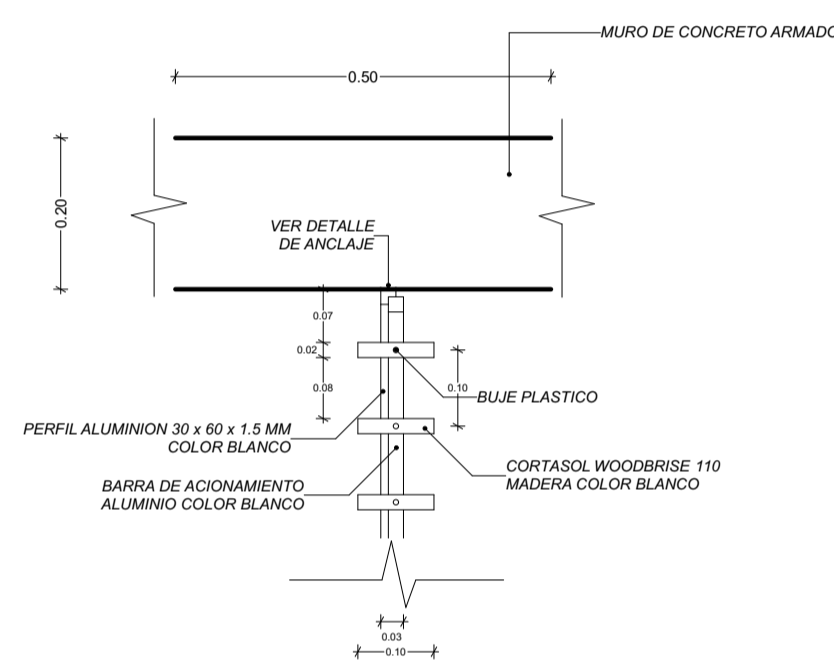 MURO DE CONCRETO ARMADO
0.50
0.20
VER DETALLE
DE ANCLAJE
0.07
0.02
0.08
0.10
BUJE PLASTICO
PERFIL ALUMINION 30 x 60 x 1.5 MM
COLOR BLANCO
CORTASOL WOODBRISE 110
MADERA COLOR BLANCO
BARRA DE ACIONAMIENTO
ALUMINIO COLOR BLANCO
0.03
0.10